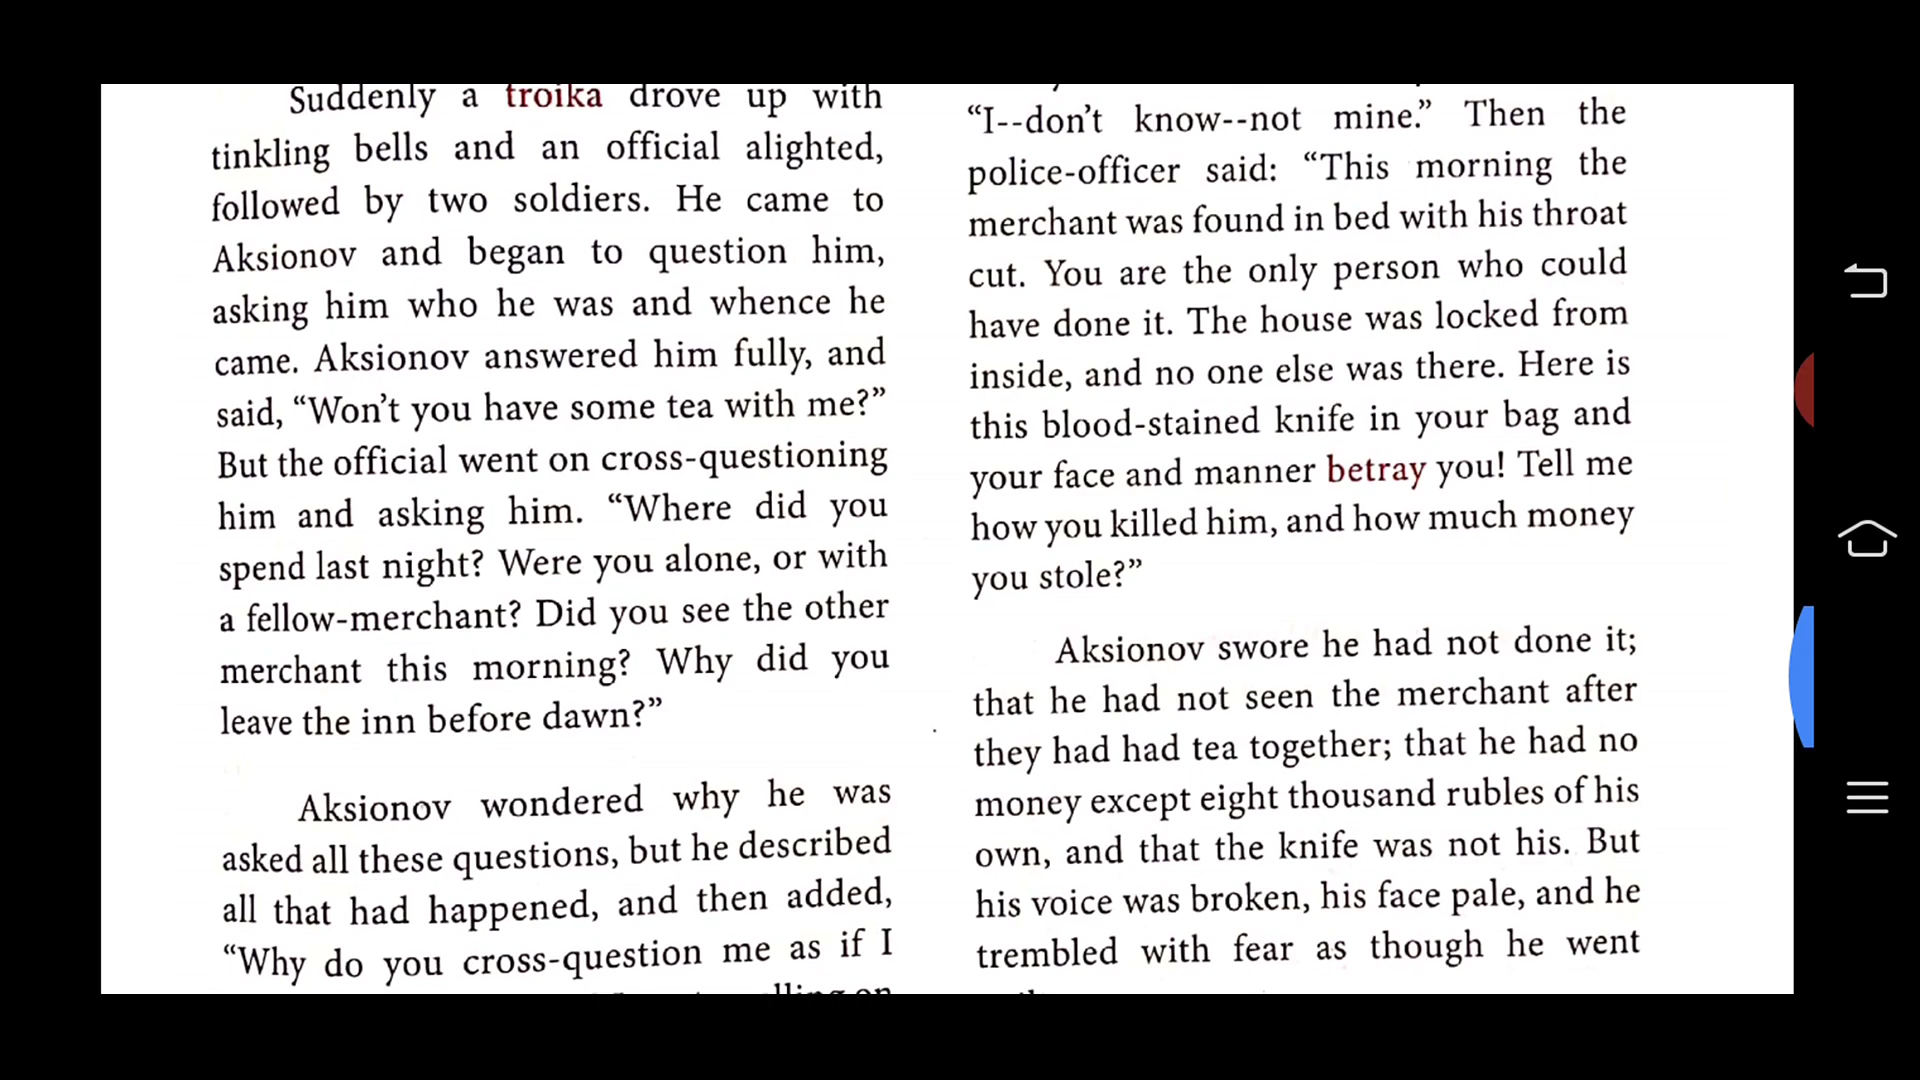 Suddenly a troika drove up with
tinkling bells and an official alighted,
followed by two soldiers. He came to
Aksionov and began to question him,
asking him who he was and whence he
came. Aksionov answered him fully, and
said, “Won’t you have some tea with me?”
But the official went on cross-questioning
him and asking him. “Where did you
spend last night? Were you alone, or with
a fellow-merchant? Did you see the other
merchant this morning? Why did you
leave the inn before dawn?”
Aksionov wondered why he was
asked all these questions, but he described
all that had happened, and then added,
“Why do you cross-question me as if I
“I--don’t know--not mine.” Then the
police-officer said: “This morning the
merchant was found in bed with his throat
cut. You are the only person who could
have done it. The house was locked from
inside, and no one else was there. Here is
this blood-stained knife in your bag and
your face and manner betray you! Tell me
how you killed him, and how much money
you stole?”
Aksionov swore he had not done it;
that he had not seen the merchant after
they had had tea together; that he had no
money except eight thousand rubles of his
own, and that the knife was not his. But
his voice was broken, his face pale, and he
trembled with fear as though he went